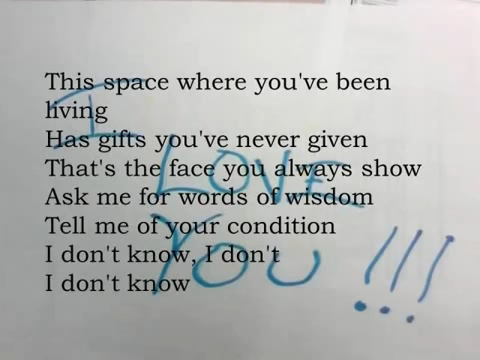 This space where you've been
living
Has gifts you've never given
That's the face you always show
Ask me for words of wisdom
Tell me of your condition
I don't know, I don't
I don't know
I
LOVE
YOU !!!